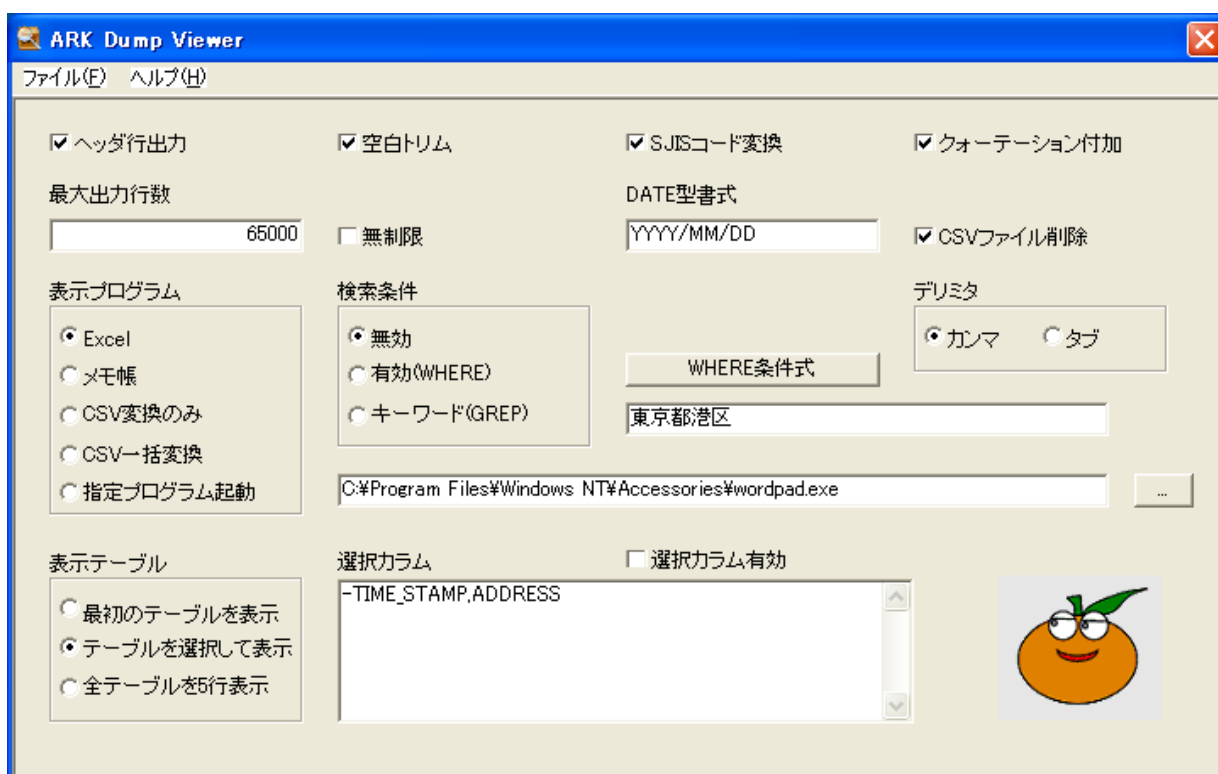 ARK Dump Viewer
ファイル(F) ヘルプ(H)
ヘッダ行出力 空白トリム SJISコード変換 クォーテーション付加
最大出力行数 DATE型書式
65000 無制限 YYYY/MM/DD CSVファイル削除
表示プログラム 検索条件 デリミタ
Excel 無効 カンマ タブ
メモ帳 有効(WHERE) WHERE条件式
CSV変換のみ キーワード(GREP) 東京都港区
CSV一括変換
指定プログラム起動 C:¥Program Files¥Windows NT¥Accessories¥wordpad.exe ...
表示テーブル 選択カラム 選択カラム有効
最初のテーブルを表示 -TIME_STAMP,ADDRESS
テーブルを選択して表示
全テーブルを5行表示